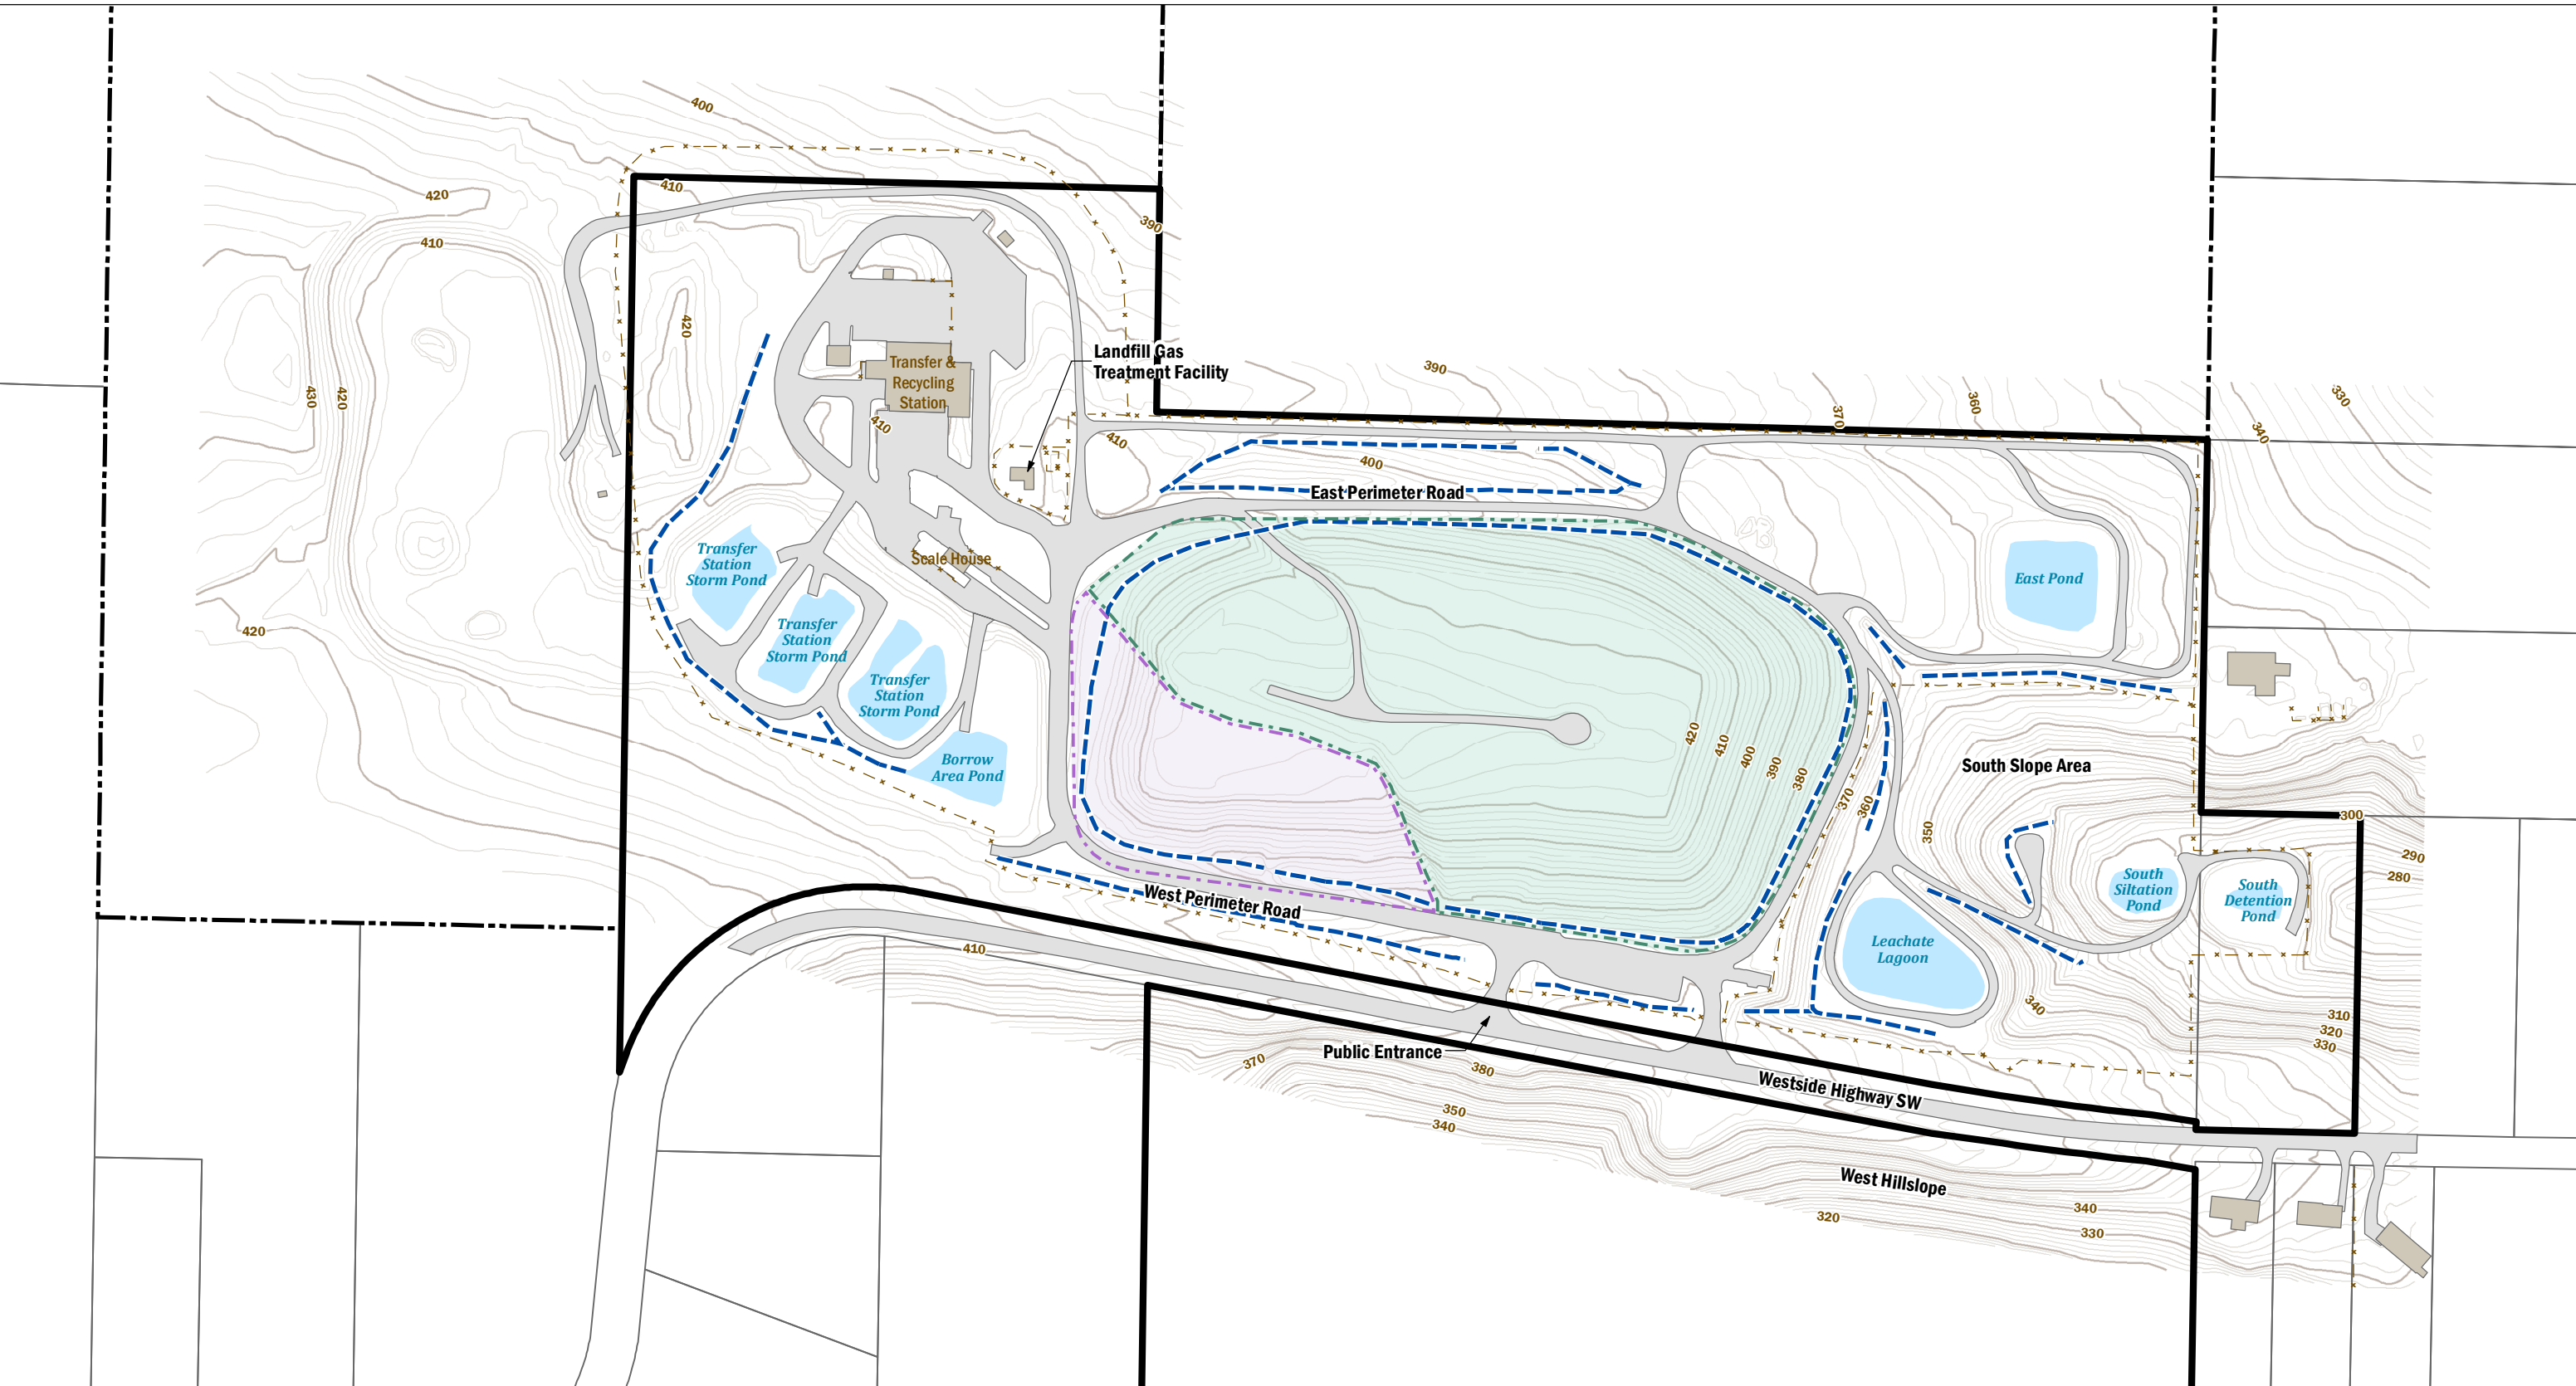 400
420
410
410
390
430
420
420
420
Transfer &
Recycling
Station
410
Landfill Gas
Treatment Facility
410
390
400
East Perimeter Road
370
360
330
340
Transfer
Station
Storm Pond
Scale House
Transfer
Station
Storm Pond
Transfer
Station
Storm Pond
Borrow
Area Pond
East Pond
420
410
400
390
380
370
360
350
South Slope Area
300
290
280
West Perimeter Road
South
Siltation
Pond
South
Detention
Pond
Leachate
Lagoon
410
340
310
320
330
Public Entrance
370
380
350
340
Westside Highway SW
West Hillslope
320
340
330